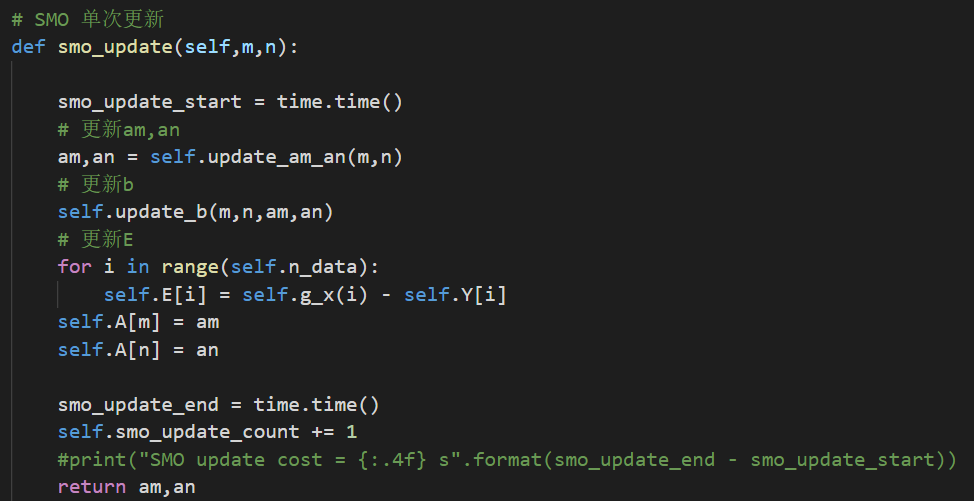 # SMO 单次更新
def smo_update(self,m,n):
smo_update_start = time.time()
# 更新am,an
am,an = self.update_am_an(m,n)
# 更新b
self.update_b(m,n,am,an)
# 更新E
for i in range(self.n_data):
self.E[i] = self.g_x(i) - self.Y[i]
self.A[m] = am
self.A[n] = an
smo_update_end = time.time()
self.smo_update_count += 1
#print("SMO update cost = {:.4f} s".format(smo_update_end - smo_update_start))
return am,an